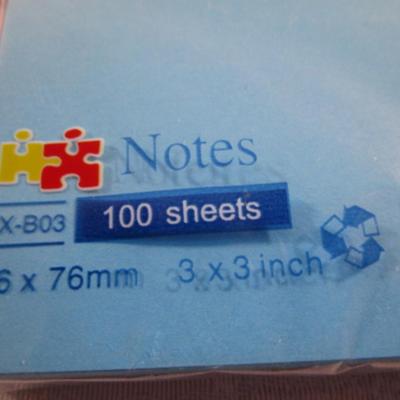 Notes
X-B03
100 sheets
6 x 76mm 3 x 3 inch